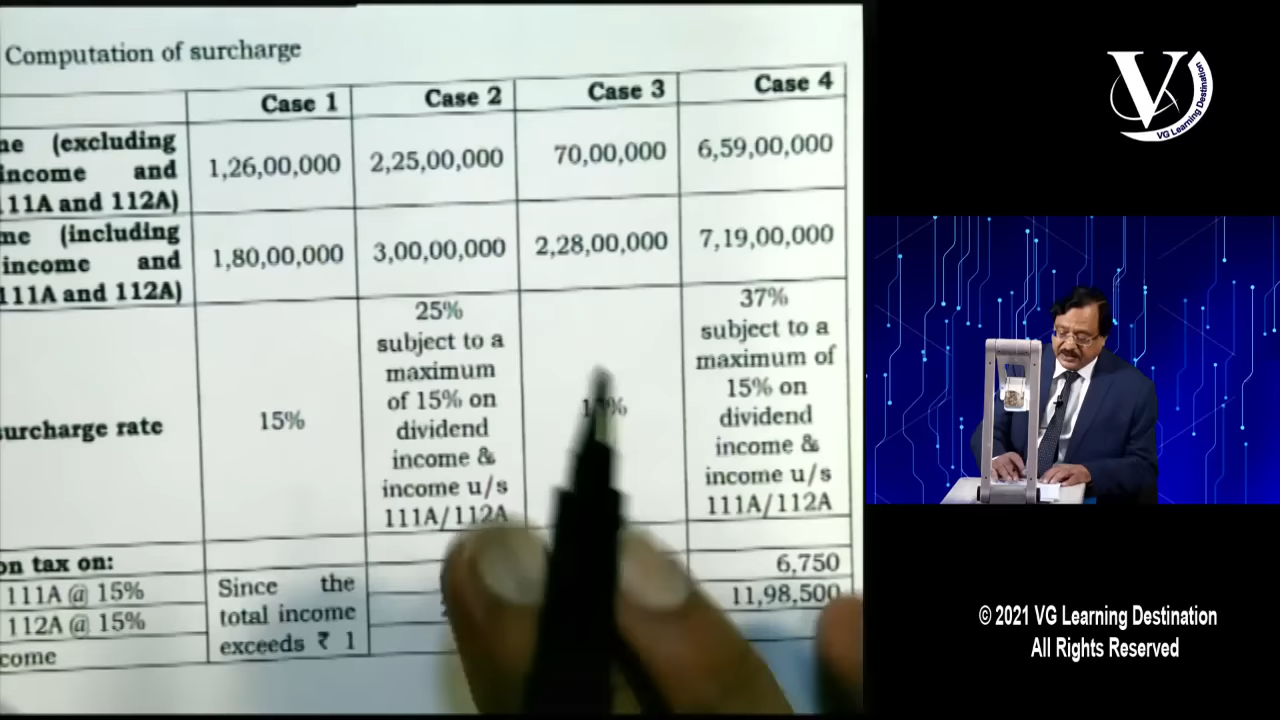 Computation of surcharge
Case 1 Case 2 Case 3 Case 4
(excluding
income and
111A and 112A)
1,26,00,000 2,25,00,000 70,00,000 6,59,00,000
(including
income and
111A and 112A)
1,80,00,000 3,00,00,000 2,28,00,000 7,19,00,000
surcharge rate
15%
25%
subject to a
maximum
of 15% on
dividend
income &
income u/s
111A/112A
37%
subject to a
maximum of
15% on
dividend
income &
income u/s
111A/112A
on tax on:
111A @ 15%
112A @ 15%
Since the
total income
exceeds ₹ 1
6,750
11,98,500
V
VG Learning Destination
© 2021 VG Learning Destination
All Rights Reserved